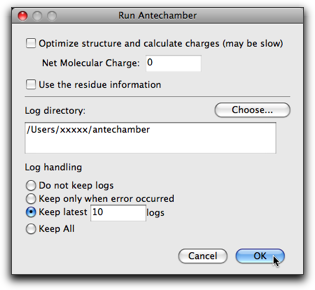 Run Antechamber
Optimize structure and calculate charges (may be slow)
Net Molecular Charge: 0
Use the residue information
Log directory: Choose...
/Users/xxxxx/antechamber
Log handling
Do not keep logs
Keep only when error occurred
Keep latest 10 logs
Keep All
Cancel OK